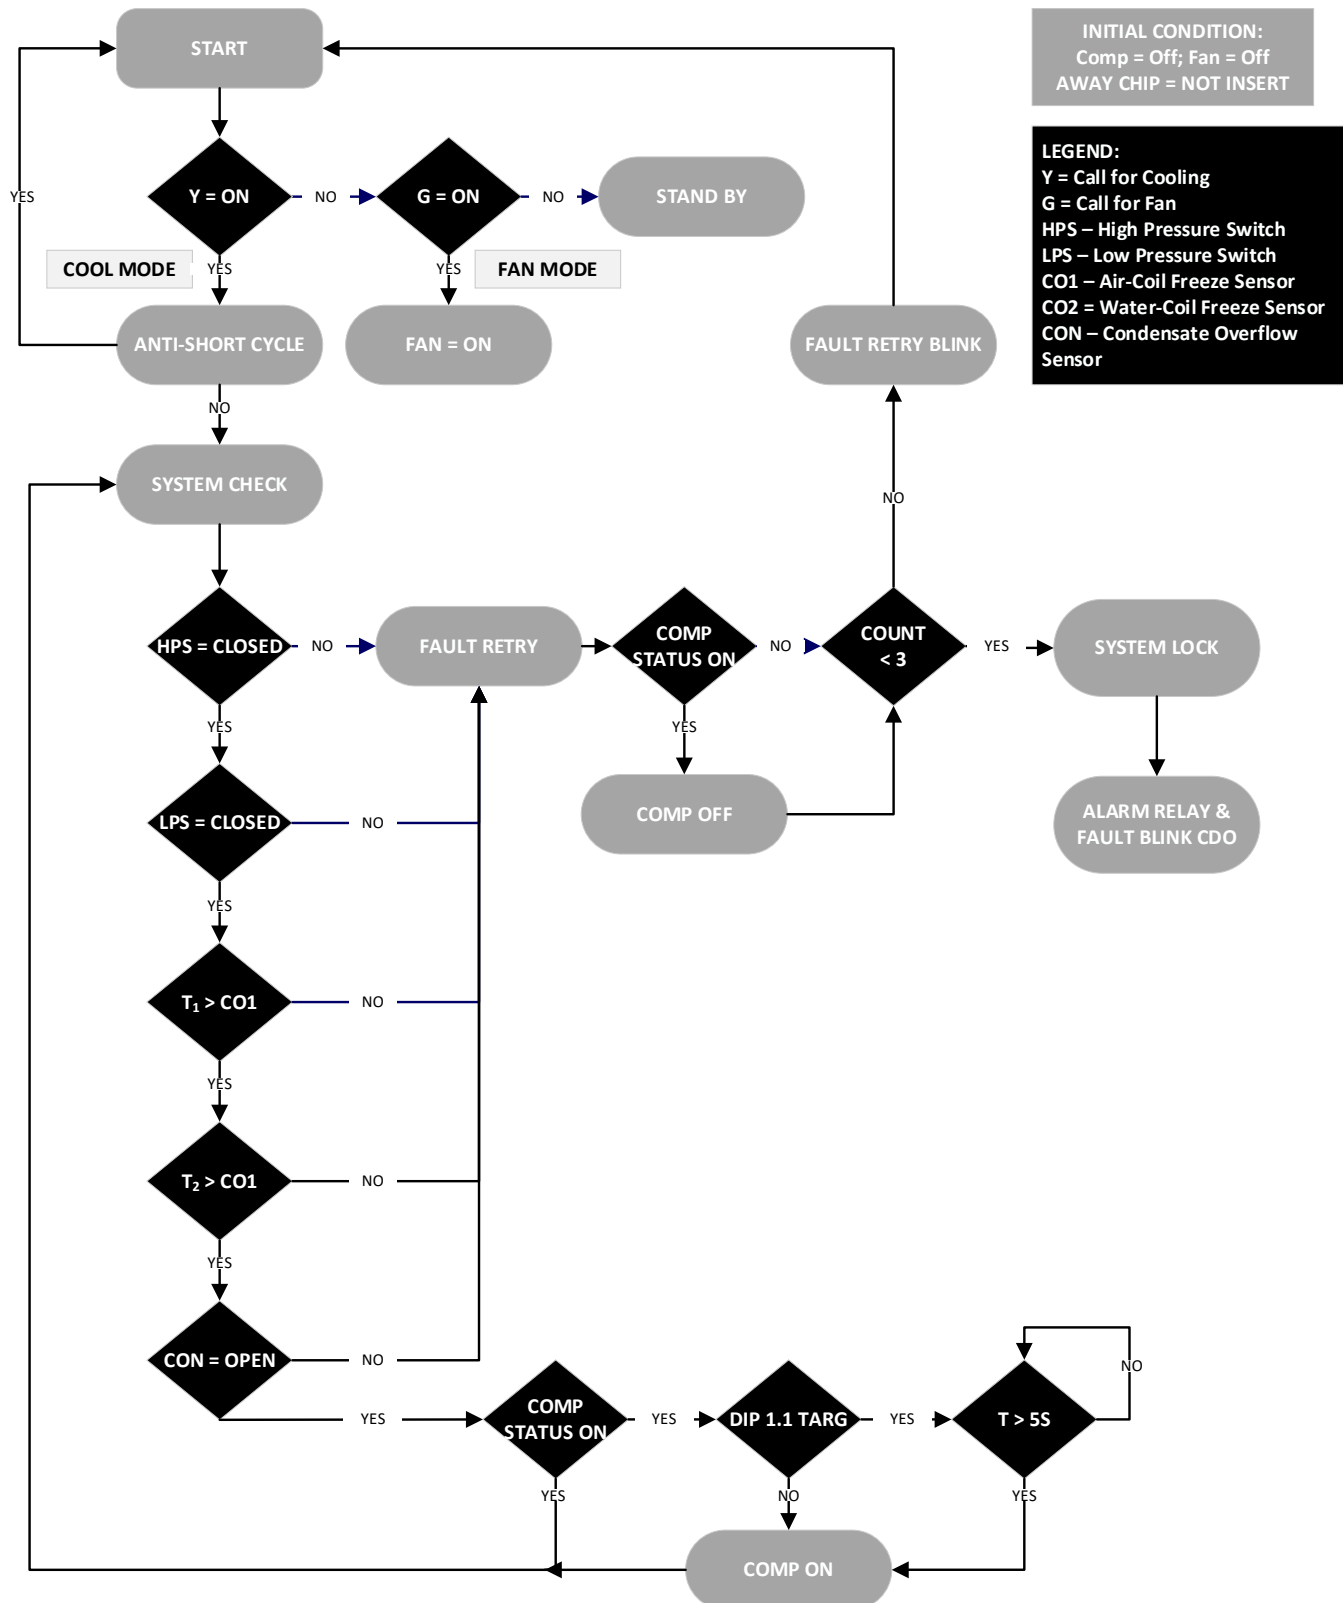 START
INITIAL CONDITION:
Comp = Off; Fan = Off
AWAY CHIP = NOT INSERT
LEGEND:
Y = Call for Cooling
G = Call for Fan
HPS – High Pressure Switch
LPS – Low Pressure Switch
CO1 – Air-Coil Freeze Sensor
CO2 = Water-Coil Freeze Sensor
CON – Condensate Overflow
Sensor
YES
Y = ON
NO
G = ON
NO
STAND BY
COOL MODE
YES
YES
FAN MODE
ANTI-SHORT CYCLE
FAN = ON
FAULT RETRY BLINK
NO
SYSTEM CHECK
NO
HPS = CLOSED
NO
FAULT RETRY
COMP
STATUS ON
NO
COUNT
< 3
YES
SYSTEM LOCK
YES
YES
LPS = CLOSED
NO
COMP OFF
ALARM RELAY &
FAULT BLINK CDO
YES
T1 > CO1
NO
YES
T2 > CO1
NO
YES
CON = OPEN
NO
YES
COMP
STATUS ON
YES
DIP 1.1 TARG
YES
T > 5S
NO
YES
NO
YES
COMP ON